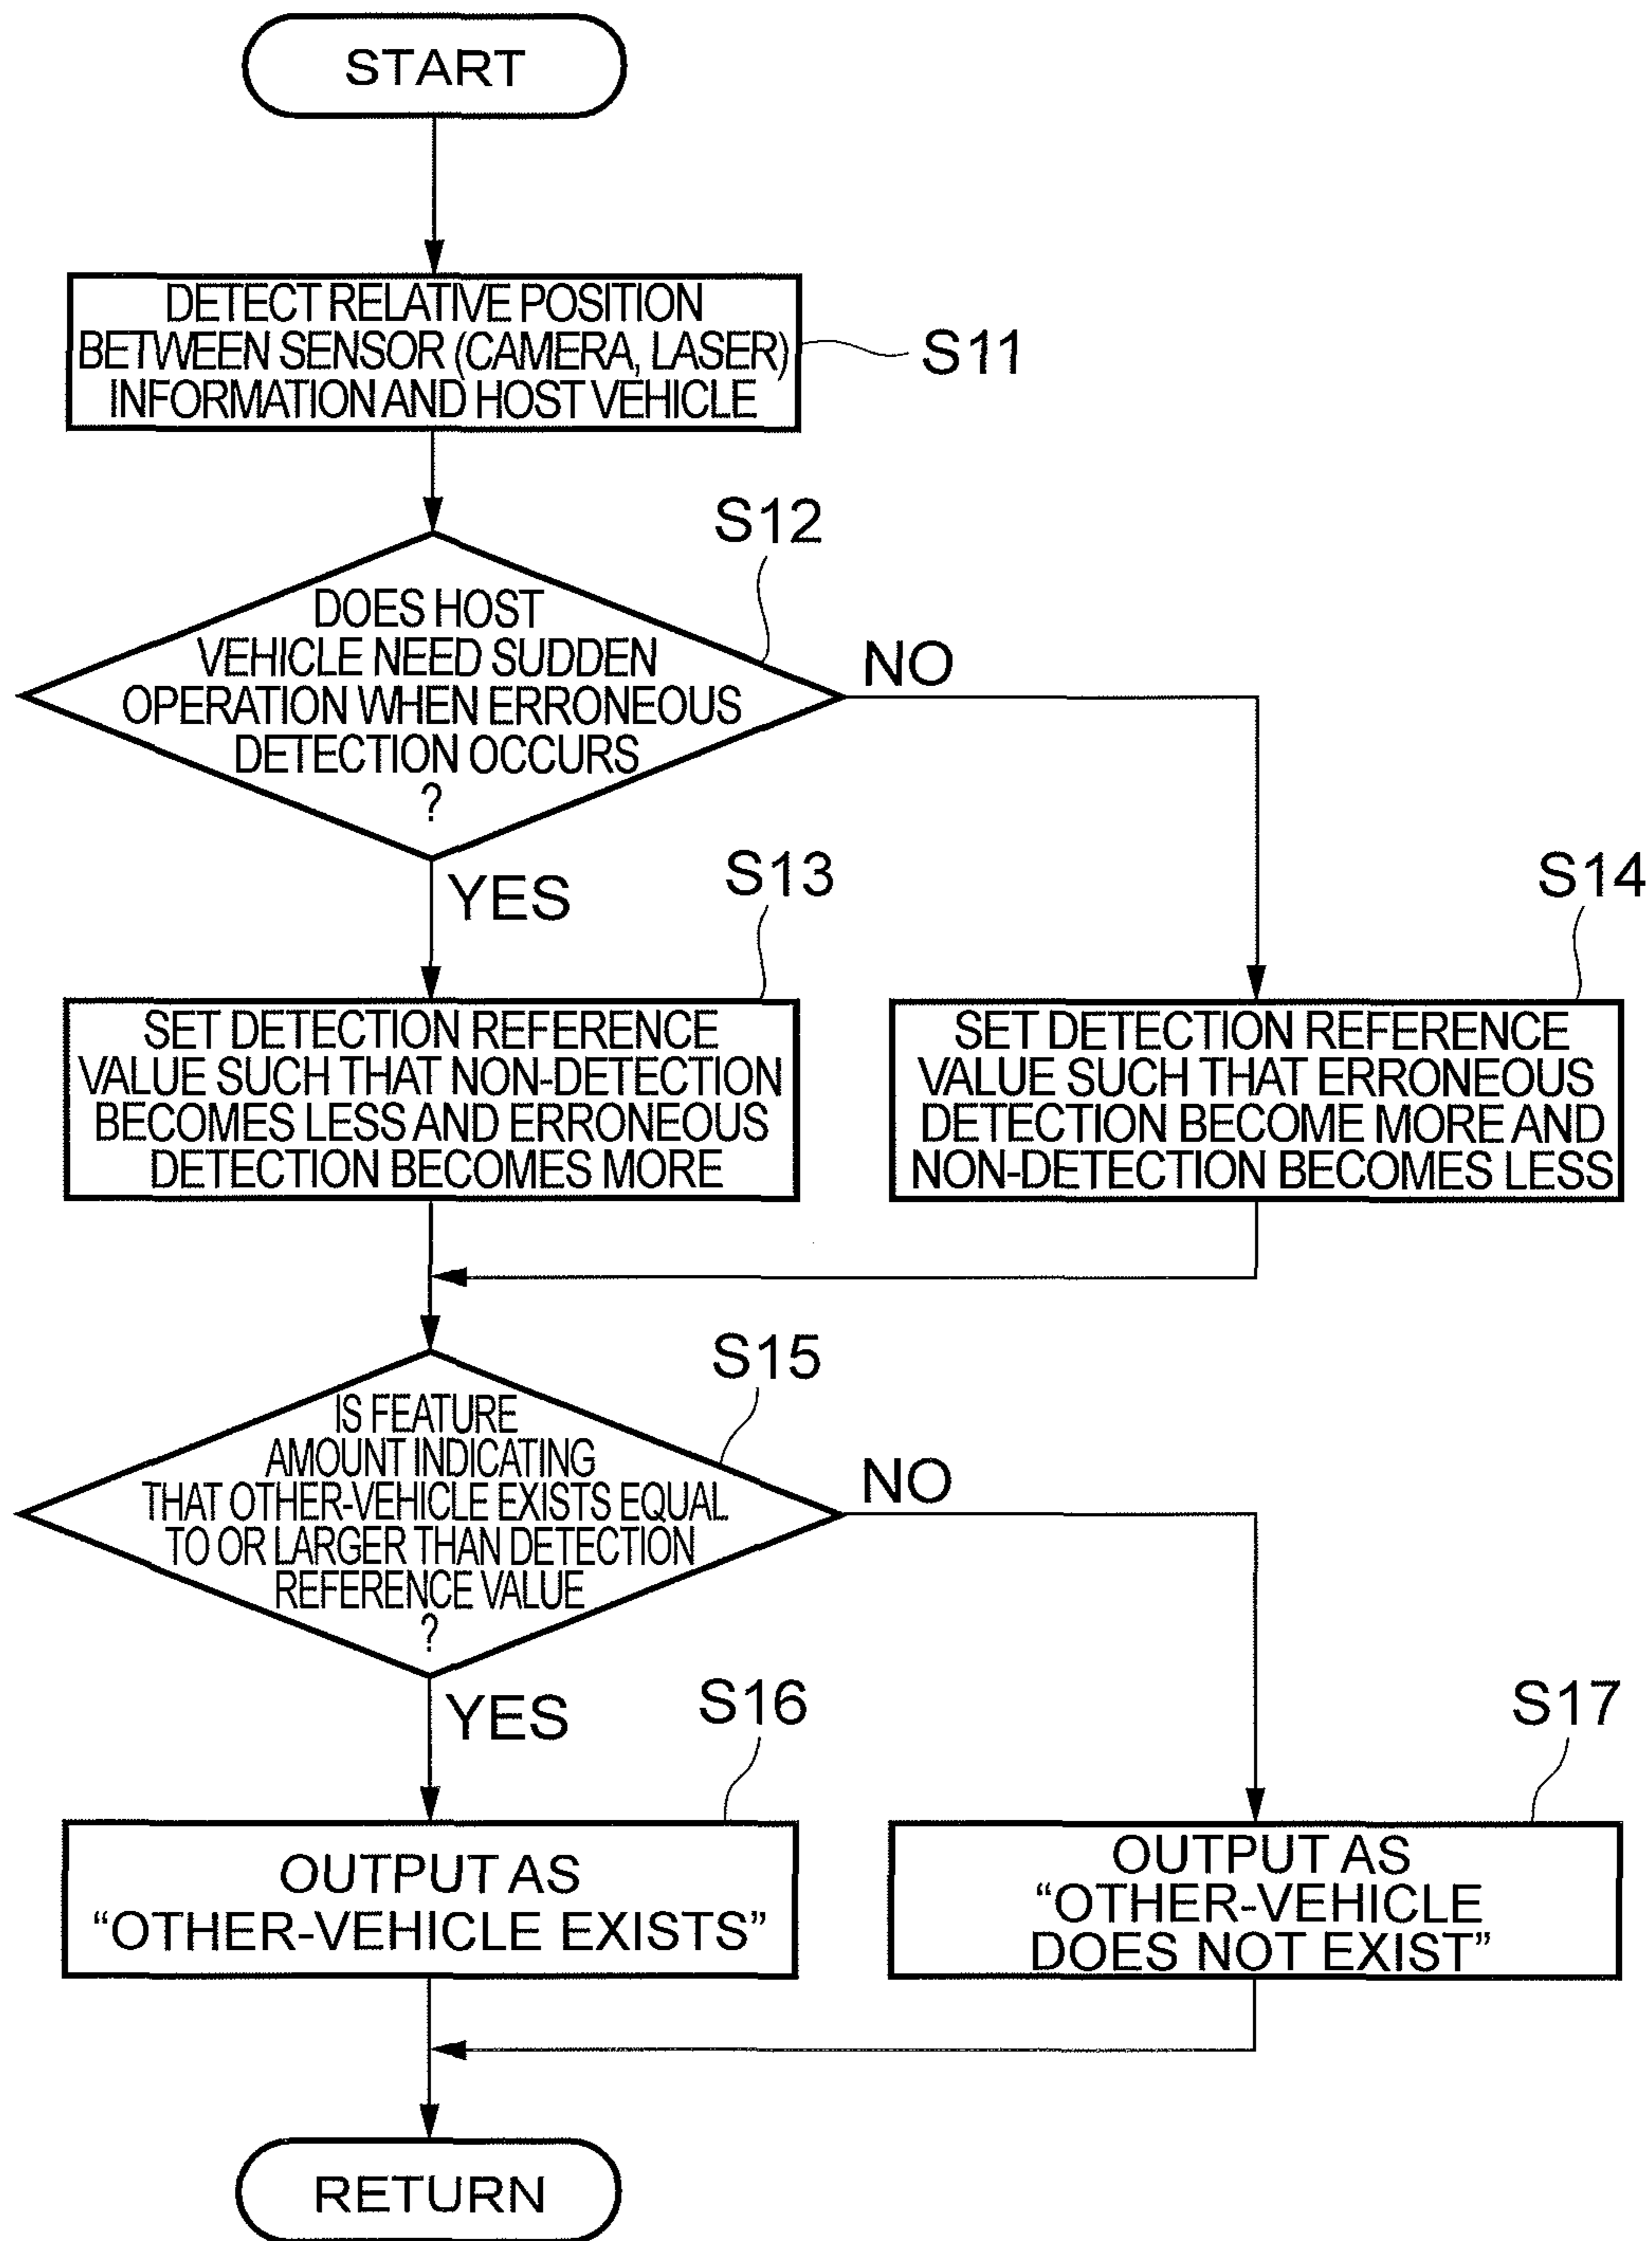 START
DETECT RELATIVE POSITION
BETWEEN SENSOR (CAMERA, LASER)
INFORMATION AND HOST VEHICLE
S11
S12
DOES HOST
VEHICLE NEED SUDDEN
OPERATION WHEN ERRONEOUS
DETECTION OCCURS
?
NO
YES
S13
SET DETECTION REFERENCE
VALUE SUCH THAT NON-DETECTION
BECOMES LESS AND ERRONEOUS
DETECTION BECOMES MORE
S14
SET DETECTION REFERENCE
VALUE SUCH THAT ERRONEOUS
DETECTION BECOME MORE AND
NON-DETECTION BECOMES LESS
S15
IS FEATURE
AMOUNT INDICATING
THAT OTHER-VEHICLE EXISTS EQUAL
TO OR LARGER THAN DETECTION
REFERENCE VALUE
?
NO
YES
S16
OUTPUT AS
“OTHER-VEHICLE EXISTS”
S17
OUTPUT AS
“OTHER-VEHICLE
DOES NOT EXIST”
RETURN